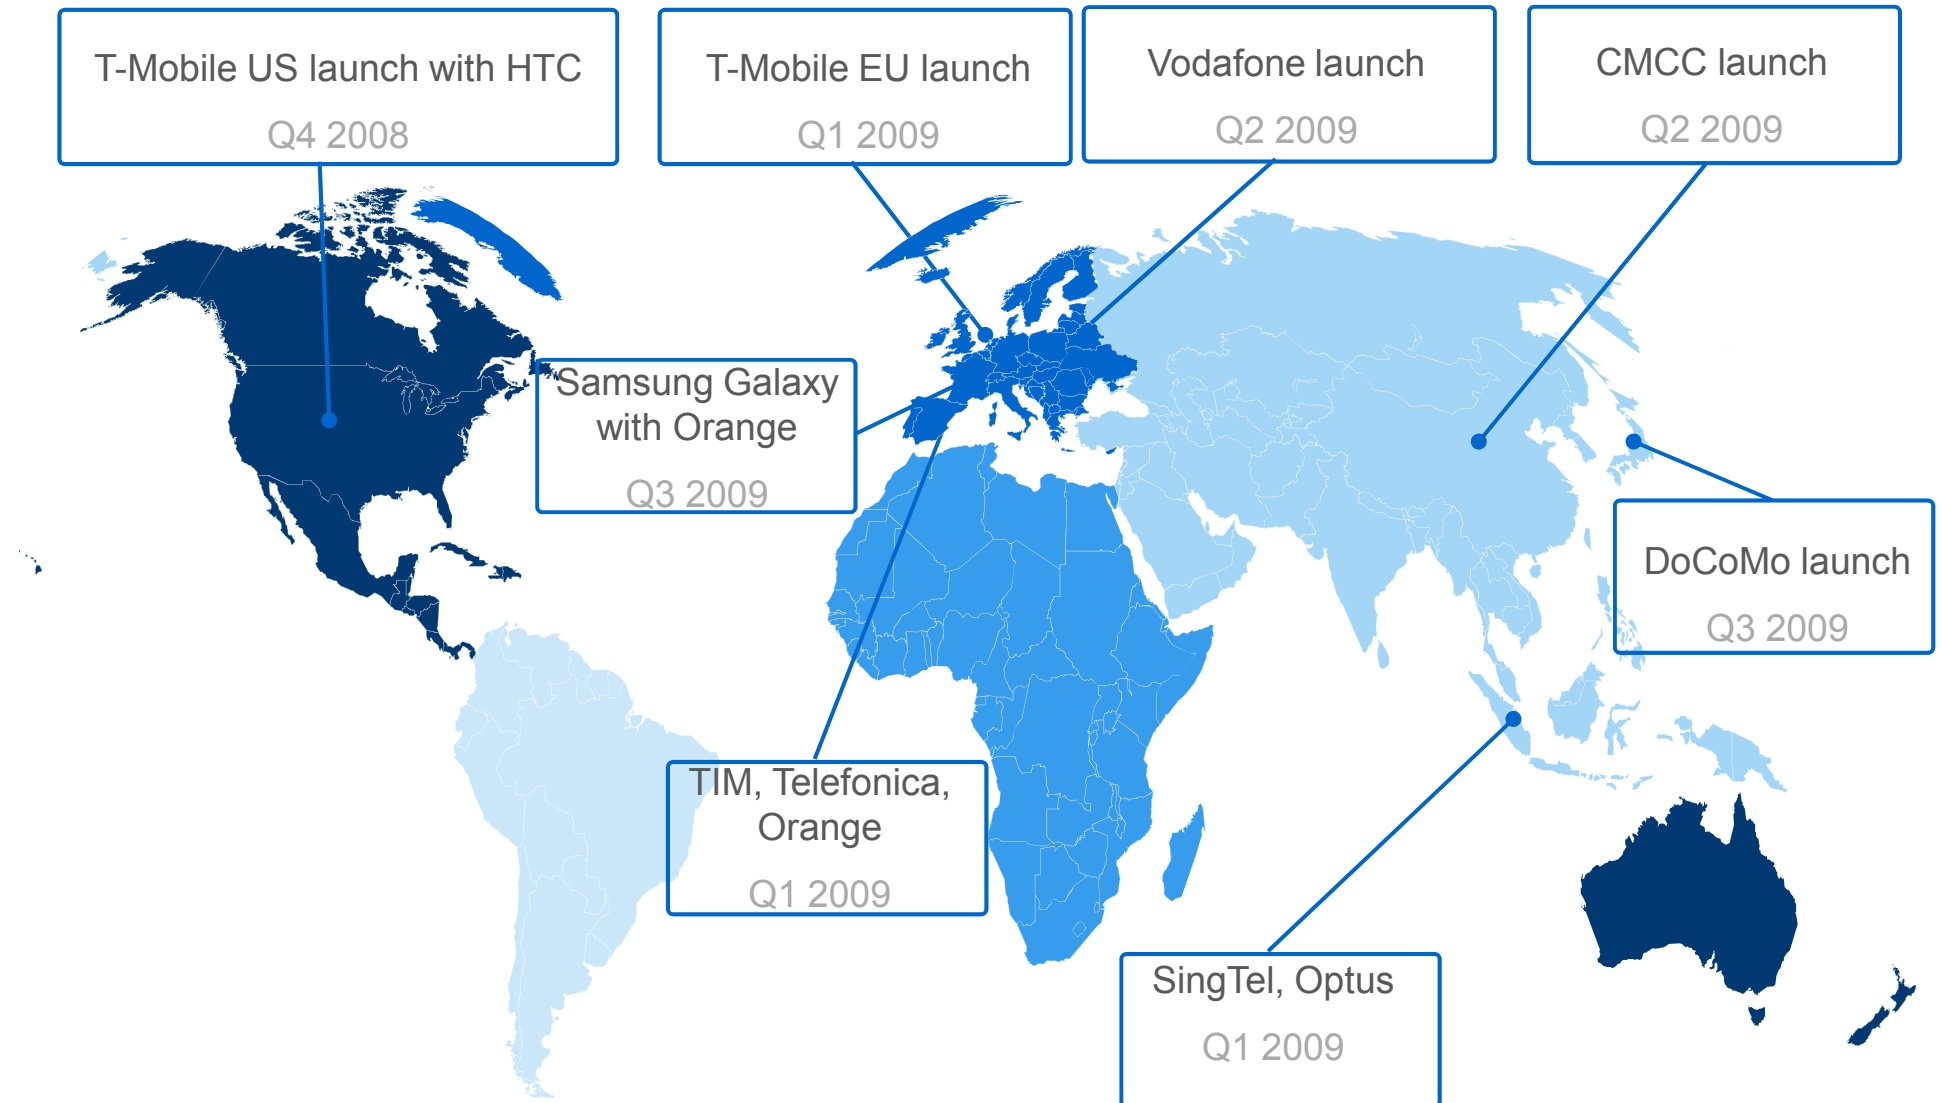 T-Mobile US launch with HTC
Q4 2008
T-Mobile EU launch
Q1 2009
Vodafone launch
Q2 2009
CMCC launch
Q2 2009
Samsung Galaxy
with Orange
Q3 2009
DoCoMo launch
Q3 2009
TIM, Telefonica,
Orange
Q1 2009
SingTel, Optus
Q1 2009